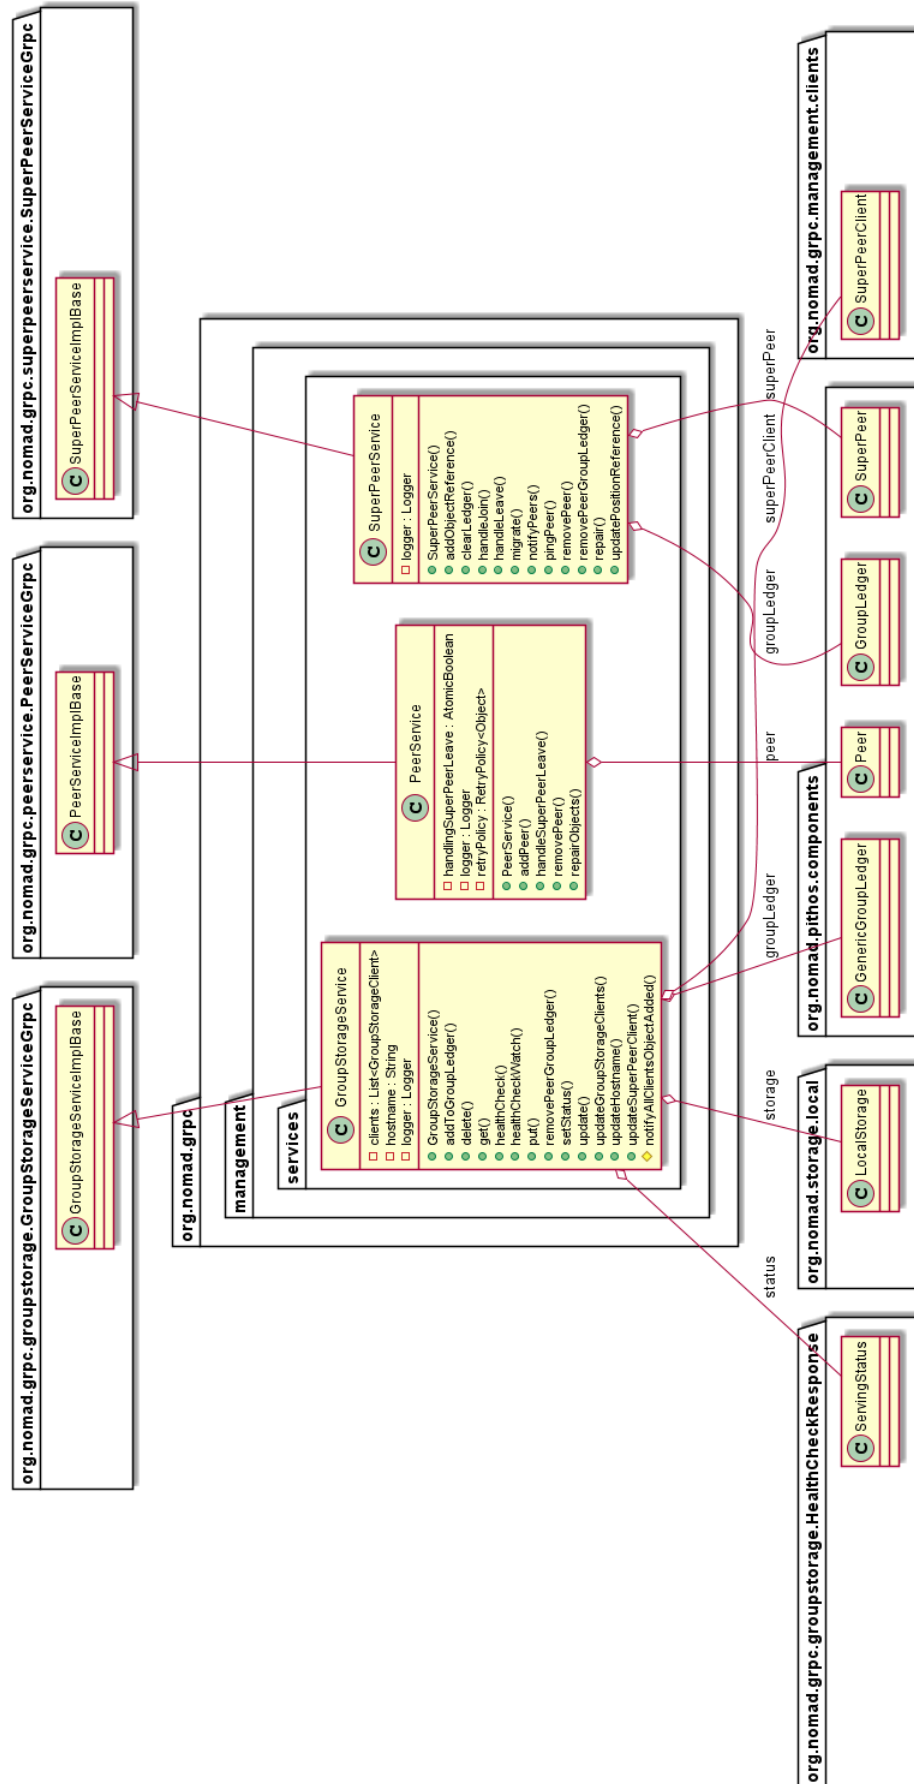 org.nomad.grpc.groupstorage.GroupStorageServiceGrpc
C GroupStorageServiceImplBase
org.nomad.grpc.peerservice.PeerServiceGrpc
C PeerServiceImplBase
org.nomad.grpc.superpeerservice.SuperPeerServiceGrpc
C SuperPeerServiceImplBase
org.nomad.grpc
management
services
C GroupStorageService
clients : List<GroupStorageClient>
hostname : String
logger : Logger
GroupStorageService()
addToGroupLedger()
delete()
get()
healthCheck()
healthCheckWatch()
put()
removePeerGroupLedger()
setStatus()
update()
updateGroupStorageClients()
updateHostname()
updateSuperPeerClient()
notifyAllClientsObjectAdded()
C PeerService
handlingSuperPeerLeave : AtomicBoolean
logger : Logger
retryPolicy : RetryPolicy<Object>
PeerService()
addPeer()
handleSuperPeerLeave()
removePeer()
repairObjects()
C SuperPeerService
logger : Logger
SuperPeerService()
addObjectReference()
clearLedger()
handleJoin()
handleLeave()
migrate()
notifyPeers()
pingPeer()
removePeer()
removePeerGroupLedger()
repair()
updatePositionReference()
status
storage
groupLedger
peer
groupLedger
superPeerClient
superPeer
org.nomad.grpc.groupstorage.HealthCheckResponse
C ServingStatus
org.nomad.storage.local
C LocalStorage
org.nomad.pithos.components
C GenericGroupLedger
C Peer
C GroupLedger
C SuperPeer
org.nomad.grpc.management.clients
C SuperPeerClient